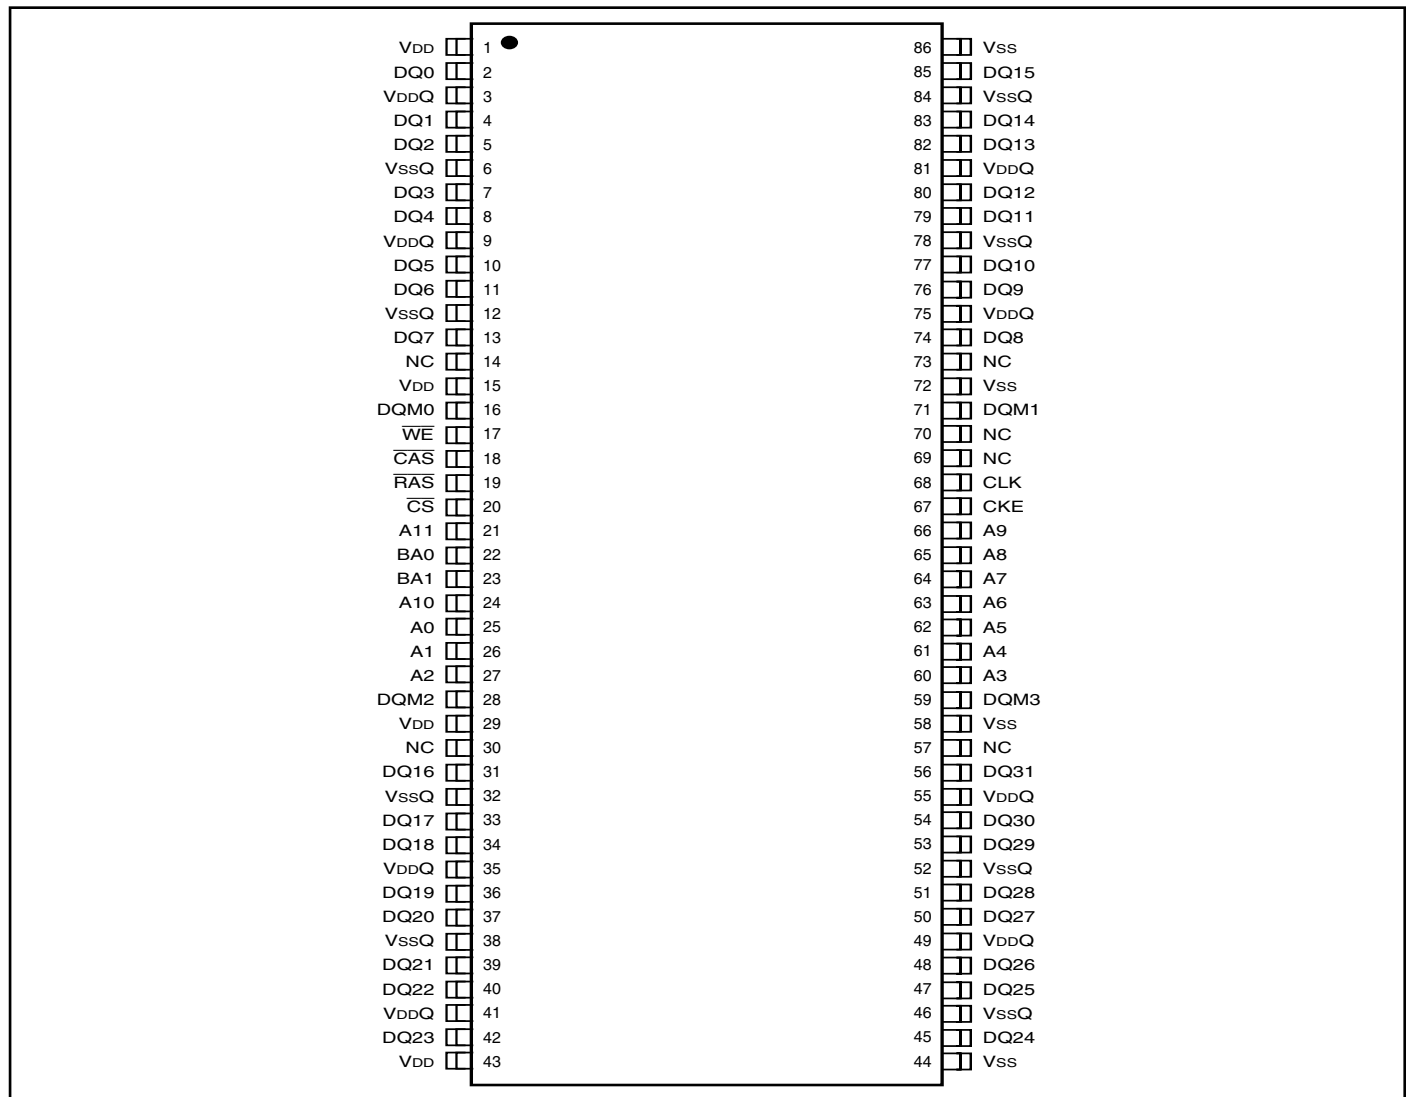 VDD 1 86 VSS
DQ0 2 85 DQ15
VDDQ 3 84 VSSQ
DQ1 4 83 DQ14
DQ2 5 82 DQ13
VSSQ 6 81 VDDQ
DQ3 7 80 DQ12
DQ4 8 79 DQ11
VDDQ 9 78 VSSQ
DQ5 10 77 DQ10
DQ6 11 76 DQ9
VSSQ 12 75 VDDQ
DQ7 13 74 DQ8
NC 14 73 NC
VDD 15 72 VSS
DQM0 16 71 DQM1
W̅E̅ 17 70 NC
C̅A̅S̅ 18 69 NC
R̅A̅S̅ 19 68 CLK
C̅S̅ 20 67 CKE
A11 21 66 A9
BA0 22 65 A8
BA1 23 64 A7
A10 24 63 A6
A0 25 62 A5
A1 26 61 A4
A2 27 60 A3
DQM2 28 59 DQM3
VDD 29 58 VSS
NC 30 57 NC
DQ16 31 56 DQ31
VSSQ 32 55 VDDQ
DQ17 33 54 DQ30
DQ18 34 53 DQ29
VDDQ 35 52 VSSQ
DQ19 36 51 DQ28
DQ20 37 50 DQ27
VSSQ 38 49 VDDQ
DQ21 39 48 DQ26
DQ22 40 47 DQ25
VDDQ 41 46 VSSQ
DQ23 42 45 DQ24
VDD 43 44 VSS